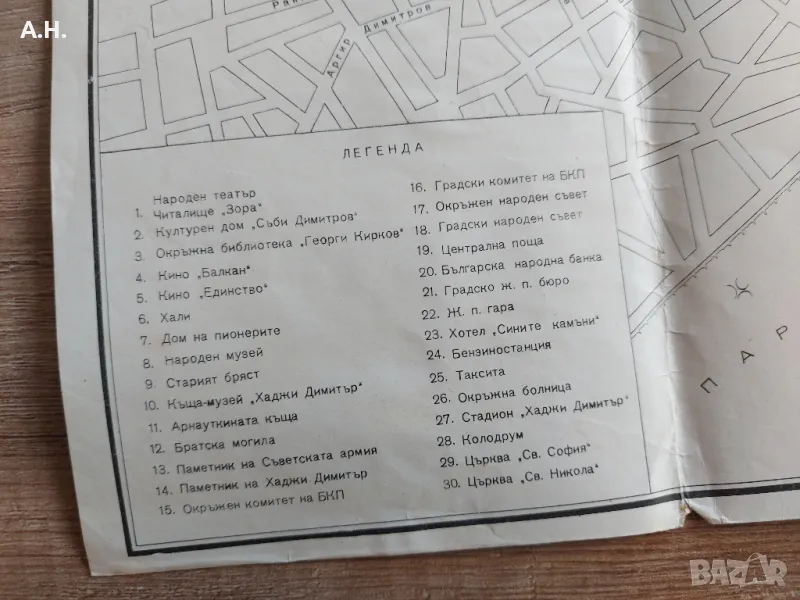 А.Н.
Рак
Аргир Димитров
ЛЕГЕНДА
Народен театър
1. Читалище „Зора“
2. Културен дом „Съби Димитров“
3. Окръжна библиотека „Георги Кирков“
4. Кино „Балкан“
5. Кино „Единство“
6. Хали
7. Дом на пионерите
8. Народен музей
9. Старият бряст
10. Къща-музей „Хаджи Димитър“
11. Арнауткината къща
12. Братска могила
13. Паметник на Съветската армия
14. Паметник на Хаджи Димитър
15. Окръжен комитет на БКП
16. Градски комитет на БКП
17. Окръжен народен съвет
18. Градски народен съвет
19. Централна поща
20. Българска народна банка
21. Градско ж. п. бюро
22. Ж. п. гара
23. Хотел „Сините камъни“
24. Бензиностанция
25. Таксита
26. Окръжна болница
27. Стадион „Хаджи Димитър“
28. Колодрум
29. Църква „Св. София“
30. Църква „Св. Никола“
ПАР
BAZAR